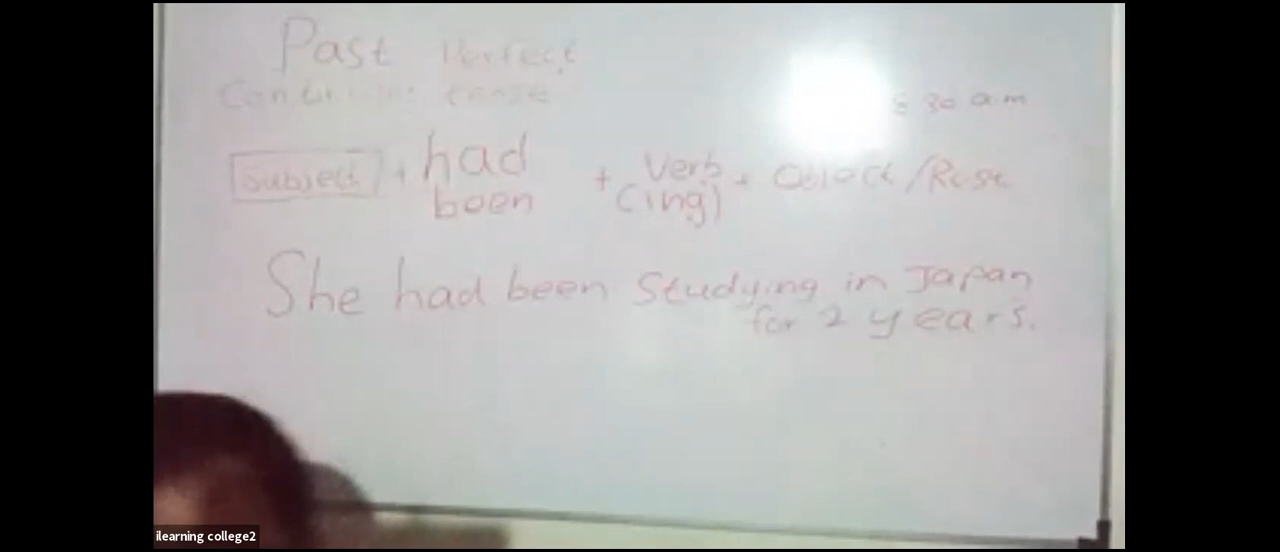 Past Perfect
Continuous tense
30 a.m
Subject + had been + Verb (ing) + Object/Rest
She had been studying in Japan
for 2 years.
ilearning college2